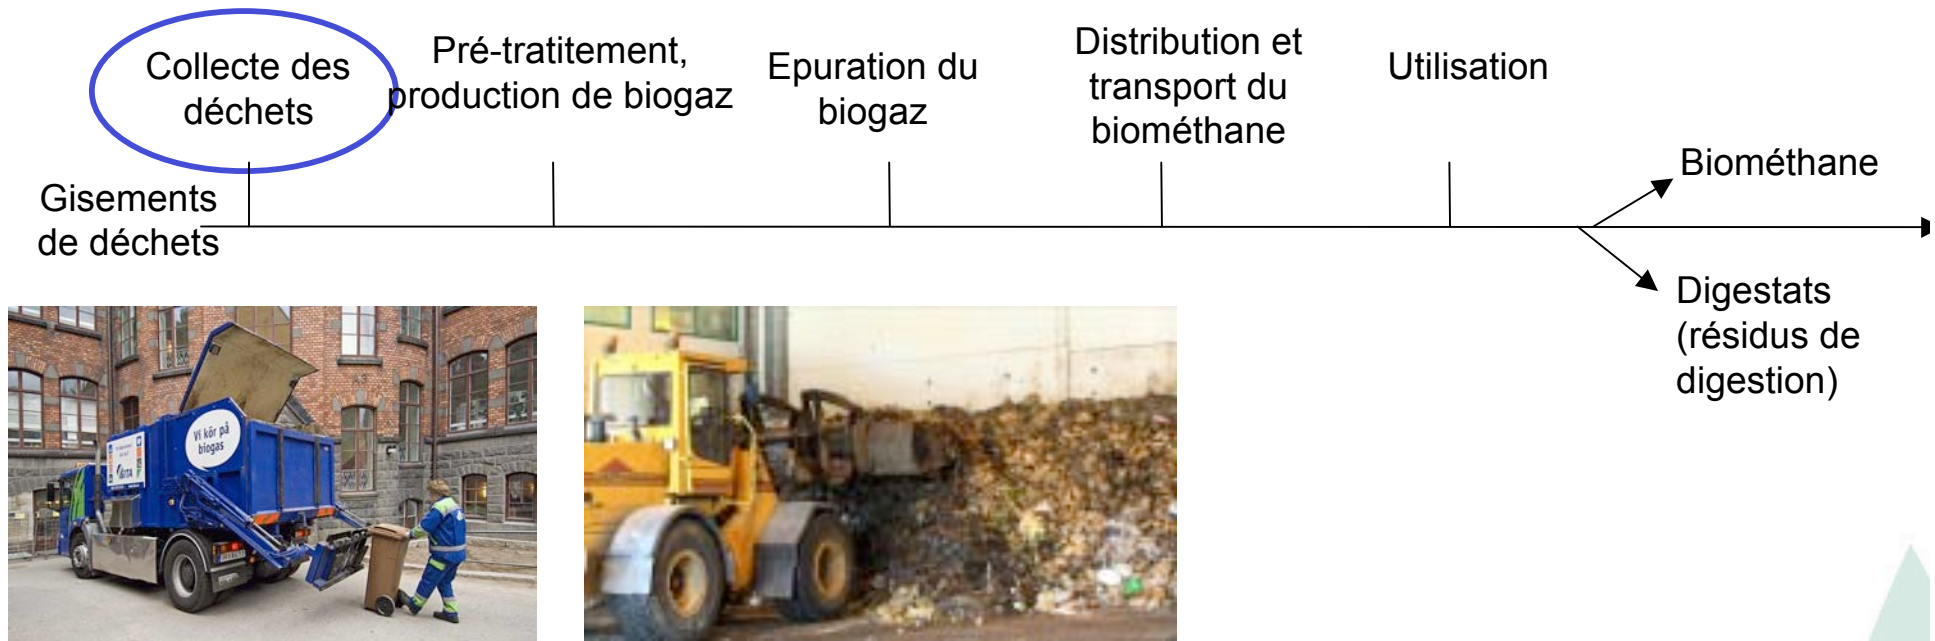 Collecte des
déchets
Pré-tratitement,
production de biogaz
Epuration du
biogaz
Distribution et
transport du
biométhane
Utilisation
Gisements
de déchets
Biométhane
Digestats
(résidus de
digestion)
Vi kör på
biogas